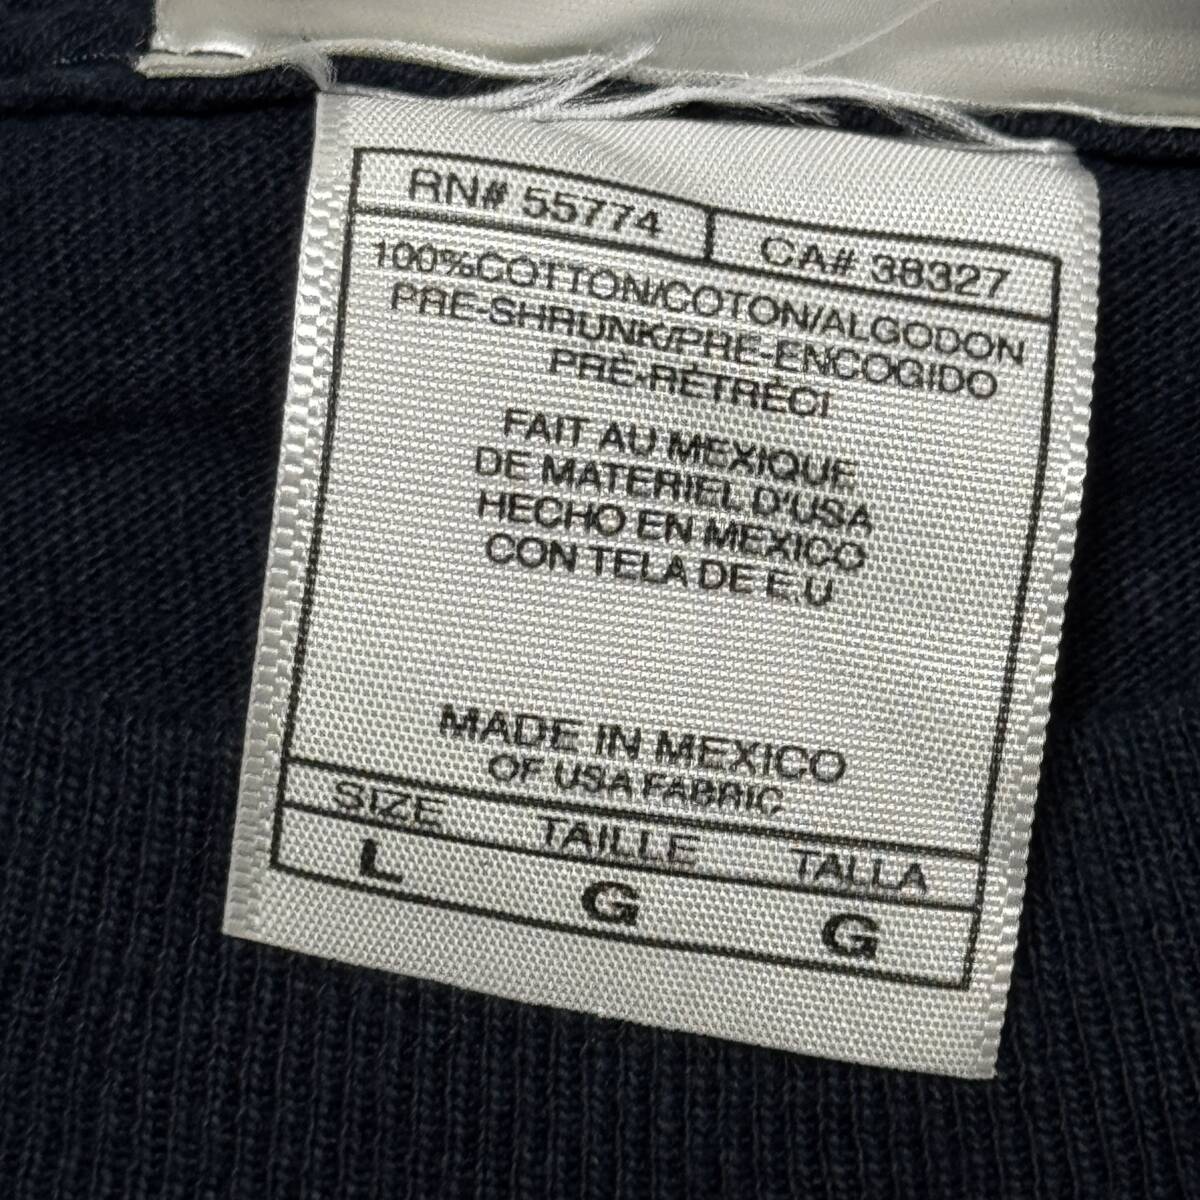 RN# 55774 CA# 38327
100%COTTON/COTON/ALGODON
PRE-SHRUNK/PRE-ENCOGIDO
PRÉ-RÉTRÉCI
FAIT AU MEXIQUE
DE MATERIEL D'USA
HECHO EN MEXICO
CON TELA DE E.U
MADE IN MEXICO
OF USA FABRIC
SIZE TAILLE TALLA
L G G